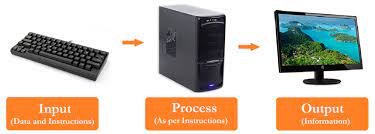 Input
(Data and Instructions)
Process
(As per Instructions)
Output
(Information)